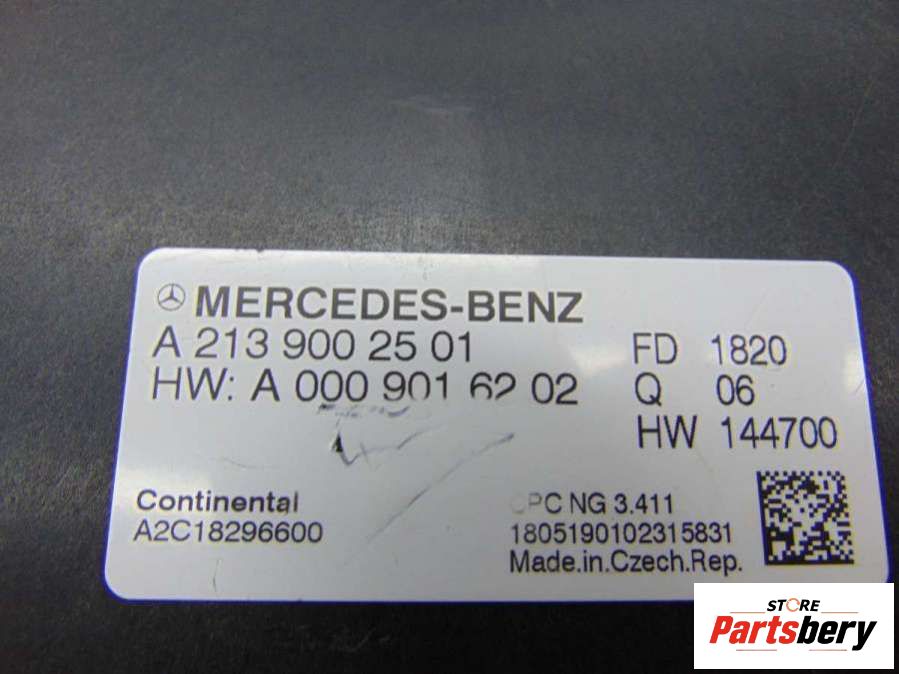 MERCEDES-BENZ
A 213 900 25 01
HW: A 000 901 62 02
FD 1820
Q 06
HW 144700
Continental
A2C18296600
CPC NG 3.411
1805190102315831
Made.in.Czech.Rep.
STORE
Partsbery